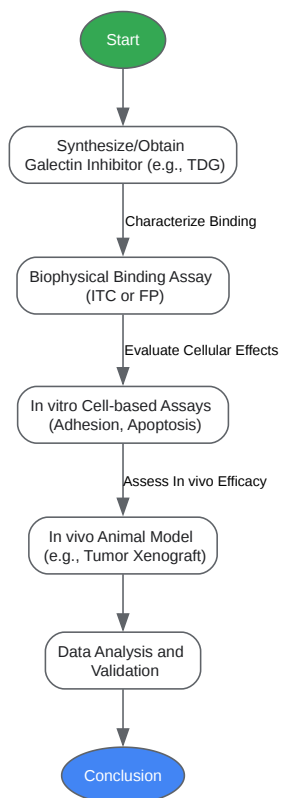 Start
Synthesize/Obtain
Galectin Inhibitor (e.g., TDG)
Characterize Binding
Biophysical Binding Assay
(ITC or FP)
Evaluate Cellular Effects
In vitro Cell-based Assays
(Adhesion, Apoptosis)
Assess In vivo Efficacy
In vivo Animal Model
(e.g., Tumor Xenograft)
Data Analysis and
Validation
Conclusion